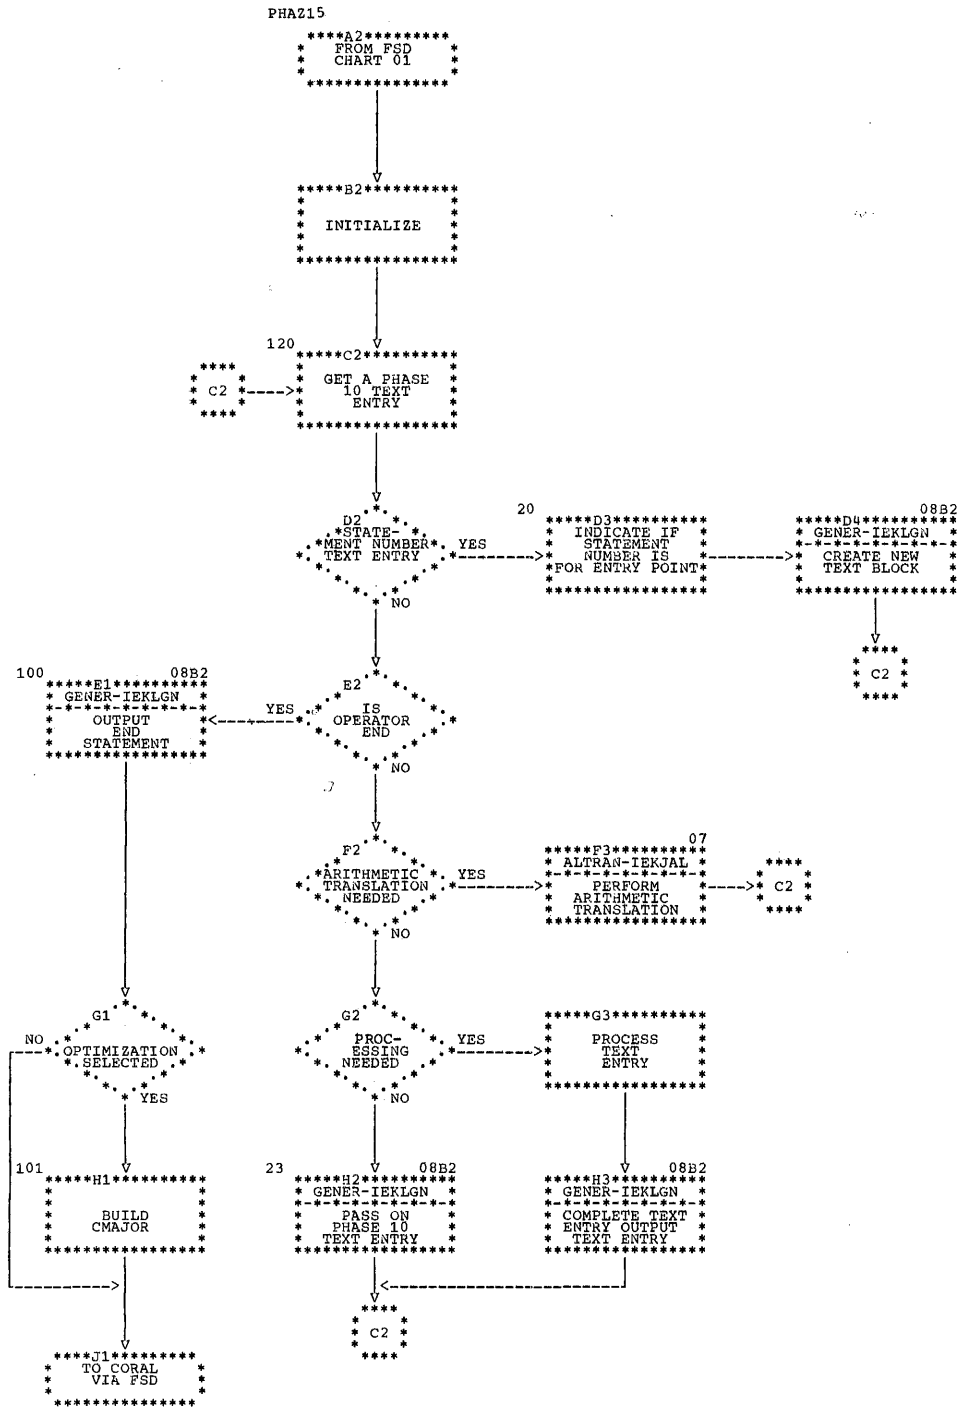 PHAZ15
A2
FROM FSD
CHART 01
B2
INITIALIZE
120
C2
GET A PHASE
10 TEXT
ENTRY
C2
D2
STATE-
MENT NUMBER
TEXT ENTRY
YES
NO
20
D3
INDICATE IF
STATEMENT
NUMBER IS
FOR ENTRY POINT
08B2
D4
GENER-IEKLGN
CREATE NEW
TEXT BLOCK
C2
100
08B2
E1
GENER-IEKLGN
OUTPUT
END
STATEMENT
YES
E2
IS
OPERATOR
END
NO
F2
ARITHMETIC
TRANSLATION
NEEDED
YES
NO
07
F3
ALTRAN-IEKJAL
PERFORM
ARITHMETIC
TRANSLATION
C2
G1
OPTIMIZATION
SELECTED
NO
YES
G2
PROC-
ESSING
NEEDED
YES
NO
G3
PROCESS
TEXT
ENTRY
101
H1
BUILD
CMAJOR
23
08B2
H2
GENER-IEKLGN
PASS ON
PHASE 10
TEXT ENTRY
08B2
H3
GENER-IEKLGN
COMPLETE TEXT
ENTRY OUTPUT
TEXT ENTRY
C2
J1
TO CORAL
VIA FSD